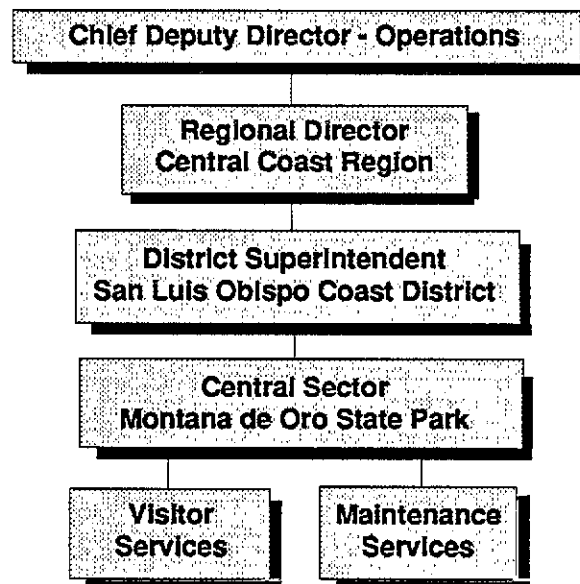 Chief Deputy Director - Operations
Regional Director
Central Coast Region
District Superintendent
San Luis Obispo Coast District
Central Sector
Montana de Oro State Park
Visitor
Services
Maintenance
Services